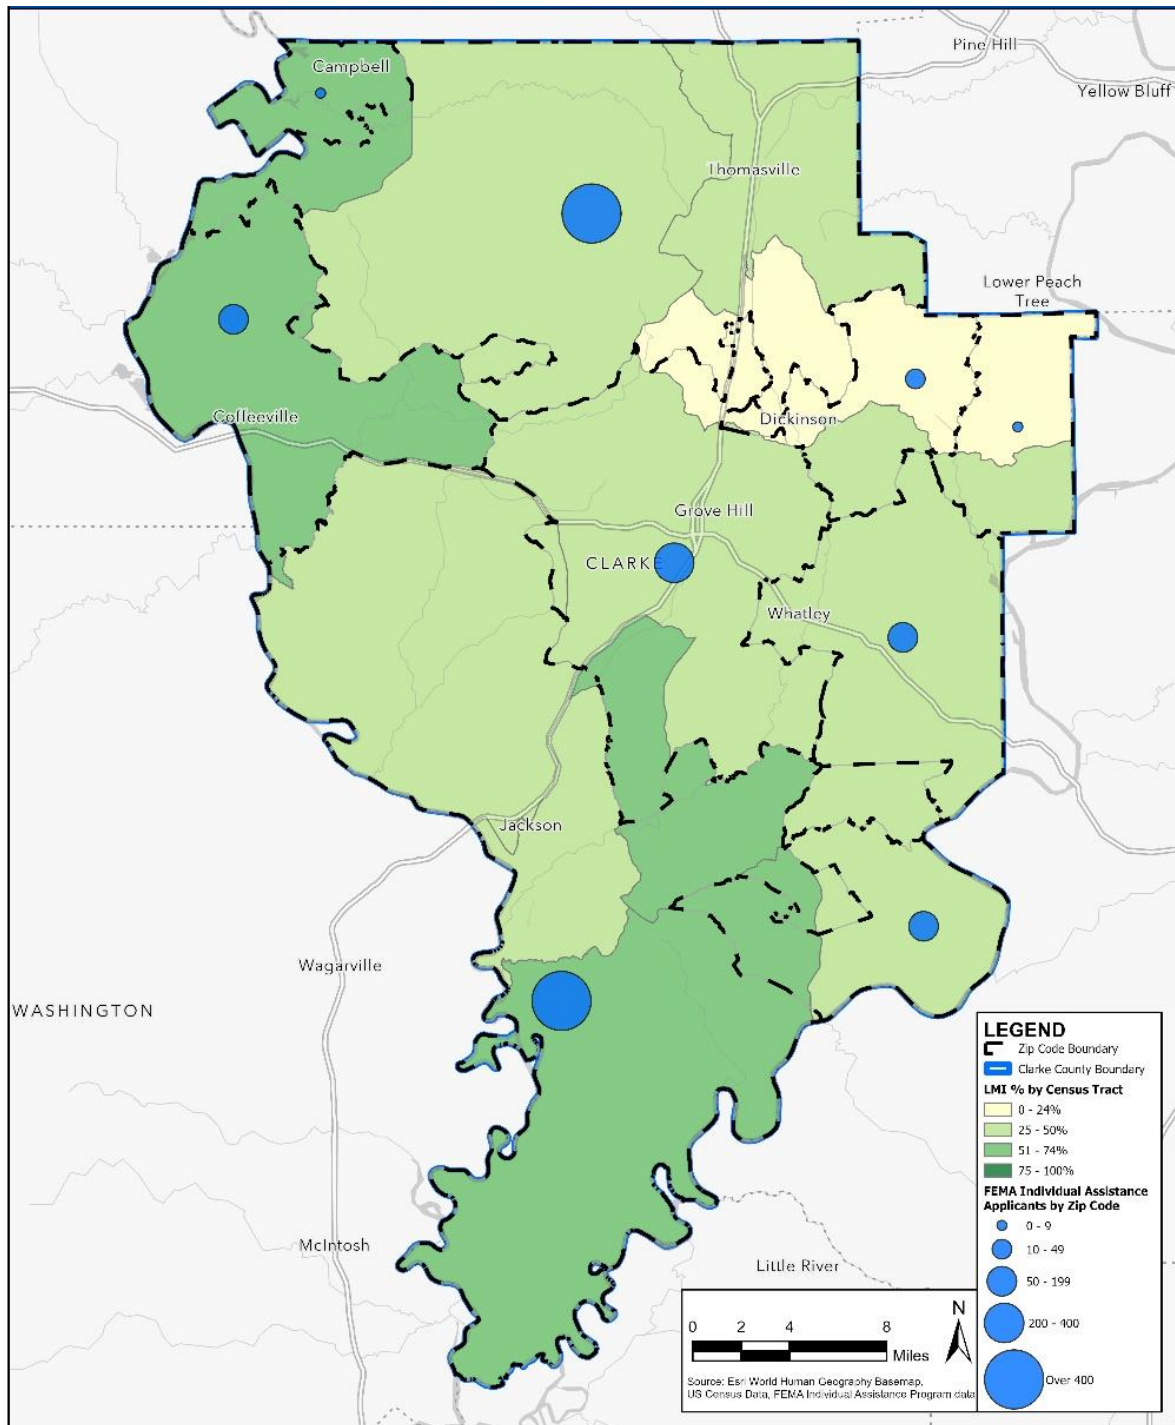 Pine Hill
Campbell
Yellow Bluff
Thomasville
Lower Peach
Tree
Coffeeville
Dickinson
Grove Hill
CLARKE
Whatley
Jackson
Wagarville
WASHINGTON
McIntosh
Little River
LEGEND
Zip Code Boundary
Clarke County Boundary
LMI % by Census Tract
0 - 24%
25 - 50%
51 - 74%
75 - 100%
FEMA Individual Assistance
Applicants by Zip Code
0 - 9
10 - 49
50 - 199
200 - 400
Over 400
N
0 2 4 8
Miles
Source: Esri World Human Geography Basemap,
US Census Data, FEMA Individual Assistance Program data